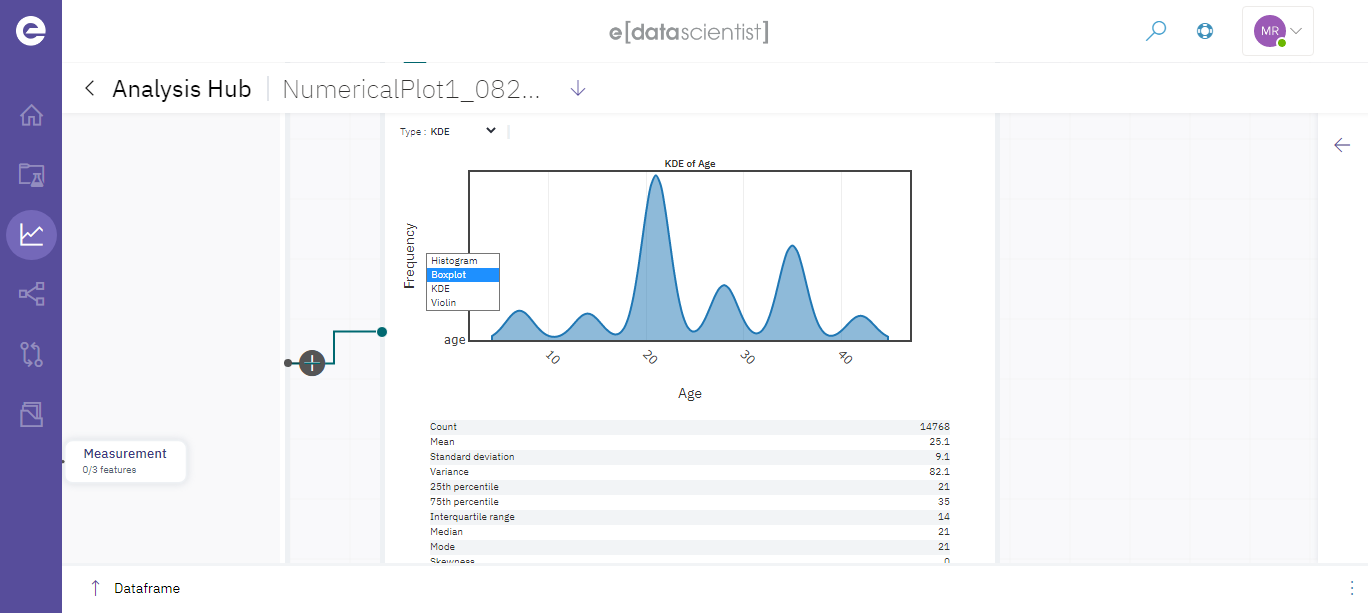 e[datascientist]
MR
Analysis Hub
NumericalPlot1_082...
Type : KDE
KDE of Age
Frequency
Histogram
Boxplot
KDE
Violin
age
10
20
30
40
Age
Count 14768
Mean 25.1
Standard deviation 9.1
Variance 82.1
25th percentile 21
75th percentile 35
Interquartile range 14
Median 21
Mode 21
Skewness 0
Measurement
0/3 features
Dataframe